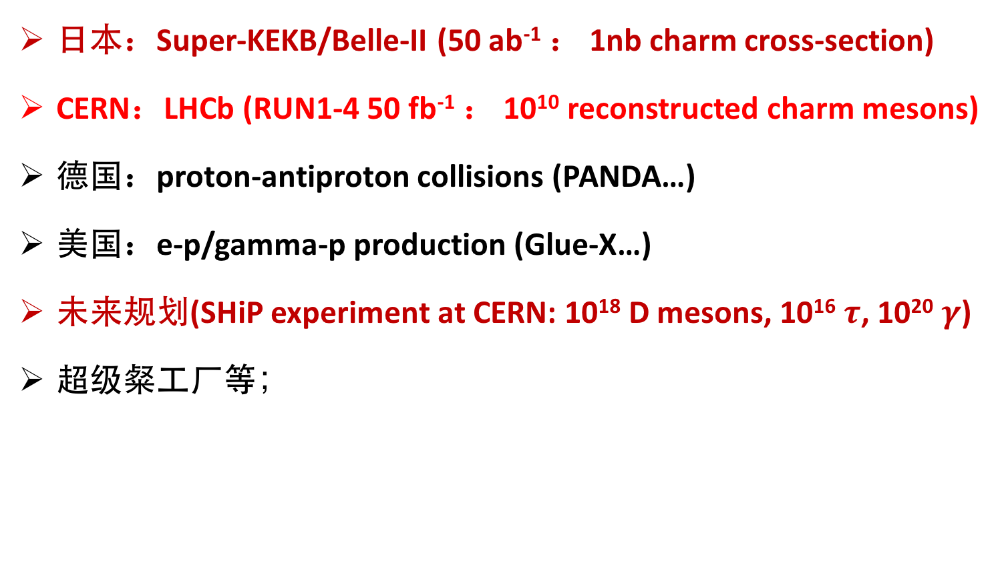 ➢ 日本：Super-KEKB/Belle-II (50 ab⁻¹ ： 1nb charm cross-section)
➢ CERN：LHCb (RUN1-4 50 fb⁻¹ ： 10¹⁰ reconstructed charm mesons)
➢ 德国：proton-antiproton collisions (PANDA…)
➢ 美国：e-p/gamma-p production (Glue-X…)
➢ 未来规划(SHiP experiment at CERN: 10¹⁸ D mesons, 10¹⁶ τ, 10²⁰ γ)
➢ 超级粲工厂等；